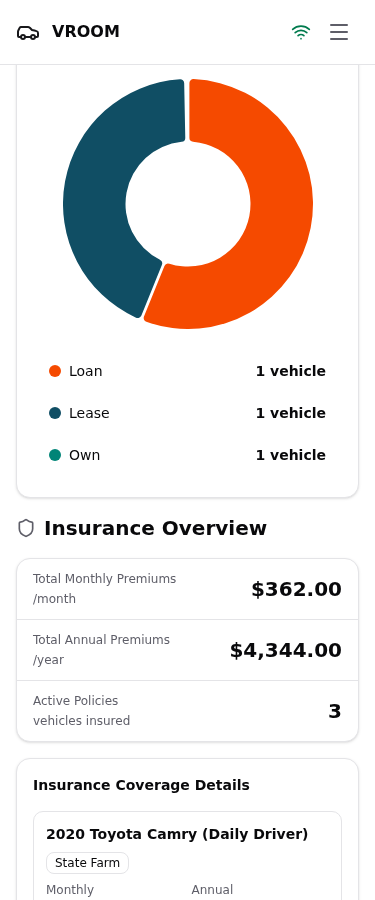 VROOM
Loan 1 vehicle
Lease 1 vehicle
Own 1 vehicle
Insurance Overview
Total Monthly Premiums
/month
$362.00
Total Annual Premiums
/year
$4,344.00
Active Policies
vehicles insured
3
Insurance Coverage Details
2020 Toyota Camry (Daily Driver)
State Farm
Monthly Annual